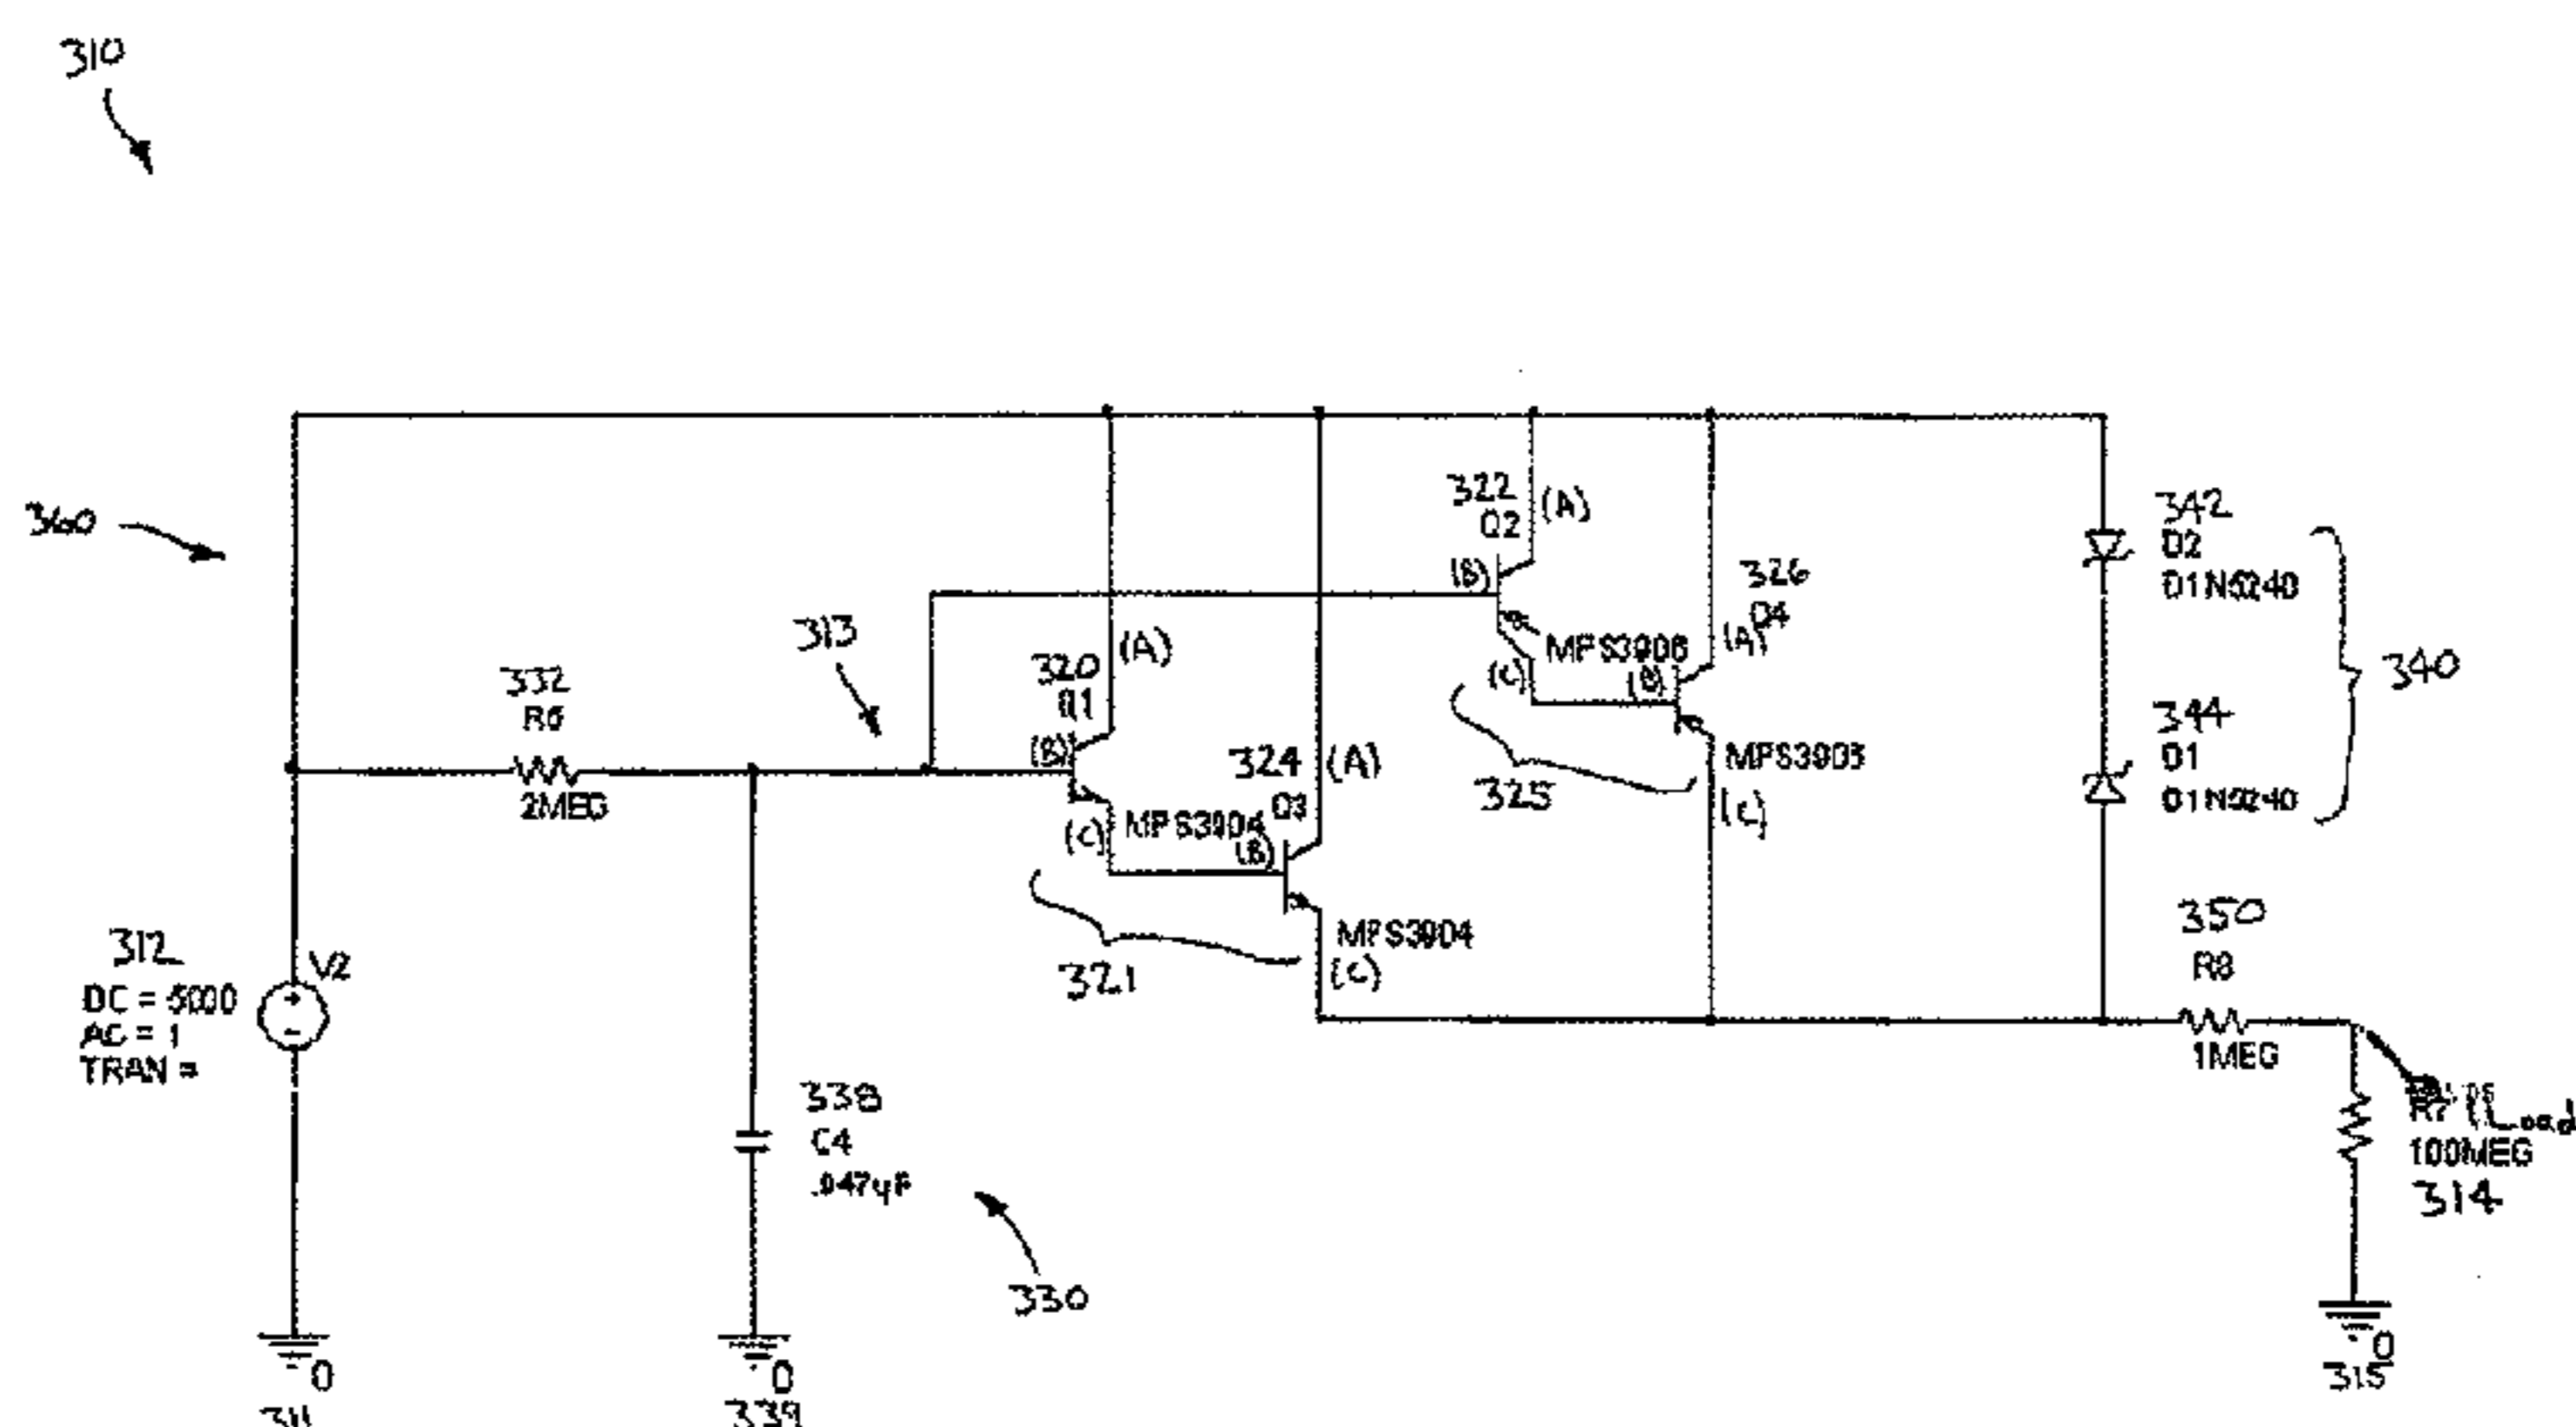 310
360
322
(A)
Q2
(B)
326
Q4
(A)
342
D2
D1N5240
340
313
332
R6
2MEG
320
Q1
(A)
(B)
(C)
MPS3906
(B)
325
MPS3905
(C)
344
D1
D1N5240
324
(A)
Q3
(C)
MPS3904
(B)
321
MPS3904
(C)
350
R8
1MEG
312
V2
DC = 5000
AC = 1
TRAN =
338
C4
.047uF
330
R7 (Load
100MEG
314
0
311
0
339
0
315